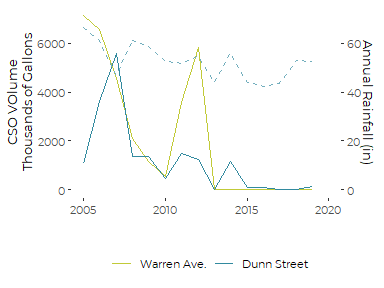 CSO VOlume
Thousands of Gallons
6000
4000
2000
0
60
40
20
0
Annual Rainfall (in)
2005 2010 2015 2020
Warren Ave. Dunn Street